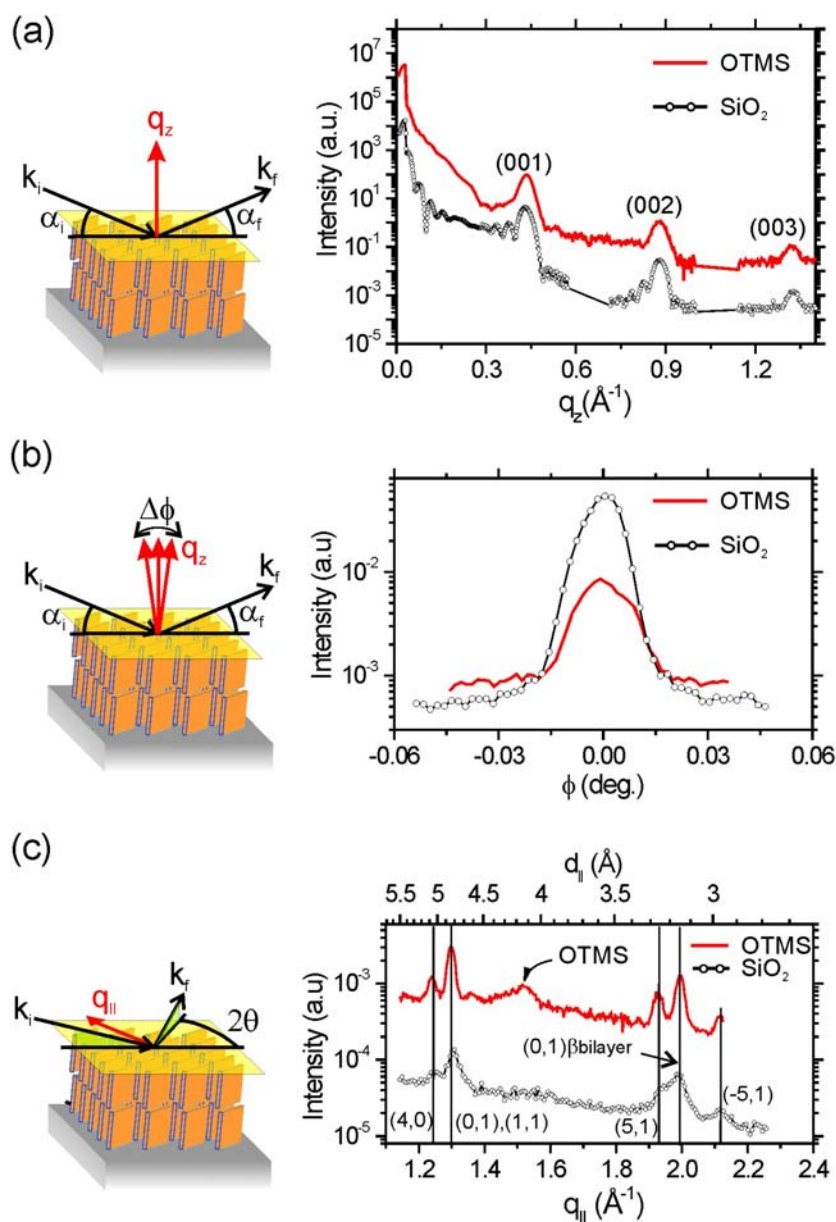 (a)
q_z
k_i
k_f
α_i
α_f
Intensity (a.u.)
10^7
10^5
10^3
10^1
10^-1
10^-3
10^-5
OTMS
SiO_2
(001)
(002)
(003)
0.0 0.3 0.6 0.9 1.2
q_z(Å^-1)
(b)
Δϕ
q_z
k_i
k_f
α_i
α_f
Intensity (a.u)
10^-2
10^-3
OTMS
SiO_2
-0.06 -0.03 0.00 0.03 0.06
ϕ (deg.)
(c)
k_i
q_||
k_f
2θ
d_|| (Å)
5.5 5 4.5 4 3.5 3
Intensity (a.u)
10^-3
10^-4
10^-5
OTMS
SiO_2
OTMS
(0,1)βbilayer
(-5,1)
(4,0)
(0,1),(1,1)
(5,1)
1.2 1.4 1.6 1.8 2.0 2.2 2.4
q_|| (Å^-1)